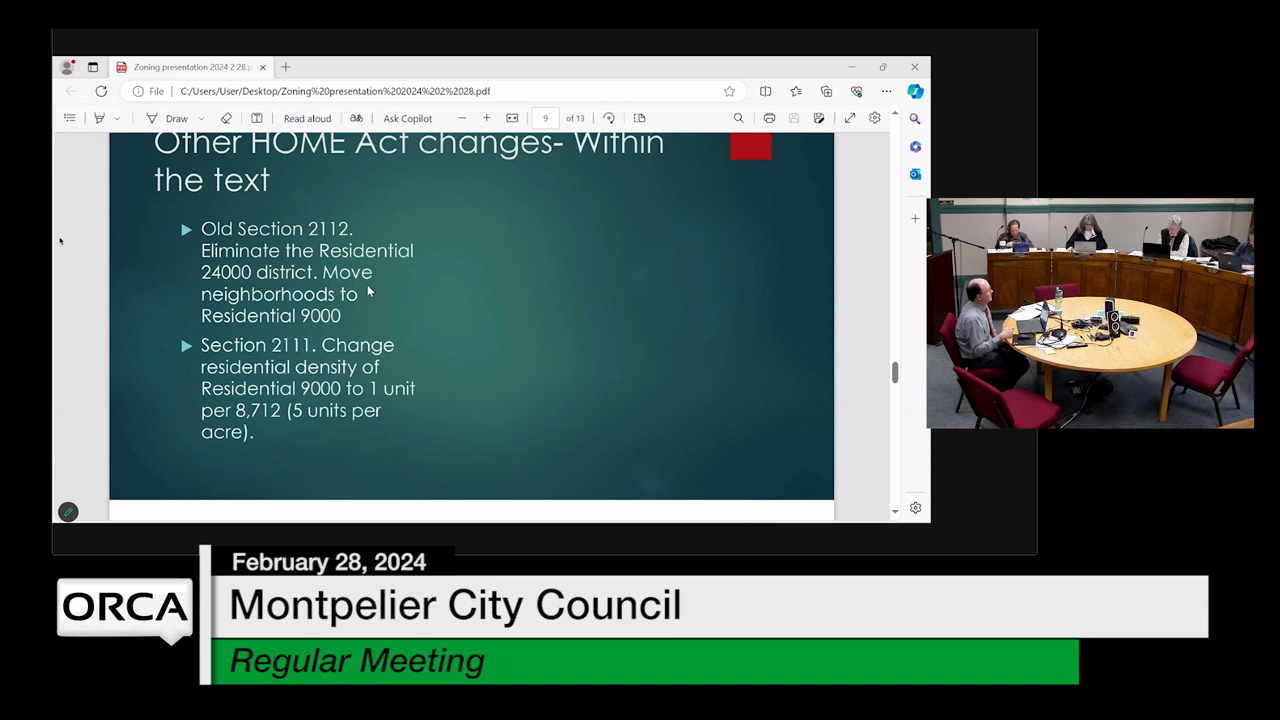 Zoning presentation 2024 2 28.p
File
C:/Users/User/Desktop/Zoning%20presentation%202024%202%2028.pdf
Draw
Read aloud
Ask Copilot
9
of 13
Other HOME Act changes- Within
the text
Old Section 2112.
Eliminate the Residential
24000 district. Move
neighborhoods to
Residential 9000
Section 2111. Change
residential density of
Residential 9000 to 1 unit
per 8,712 (5 units per
acre).
February 28, 2024
ORCA
Montpelier City Council
Regular Meeting